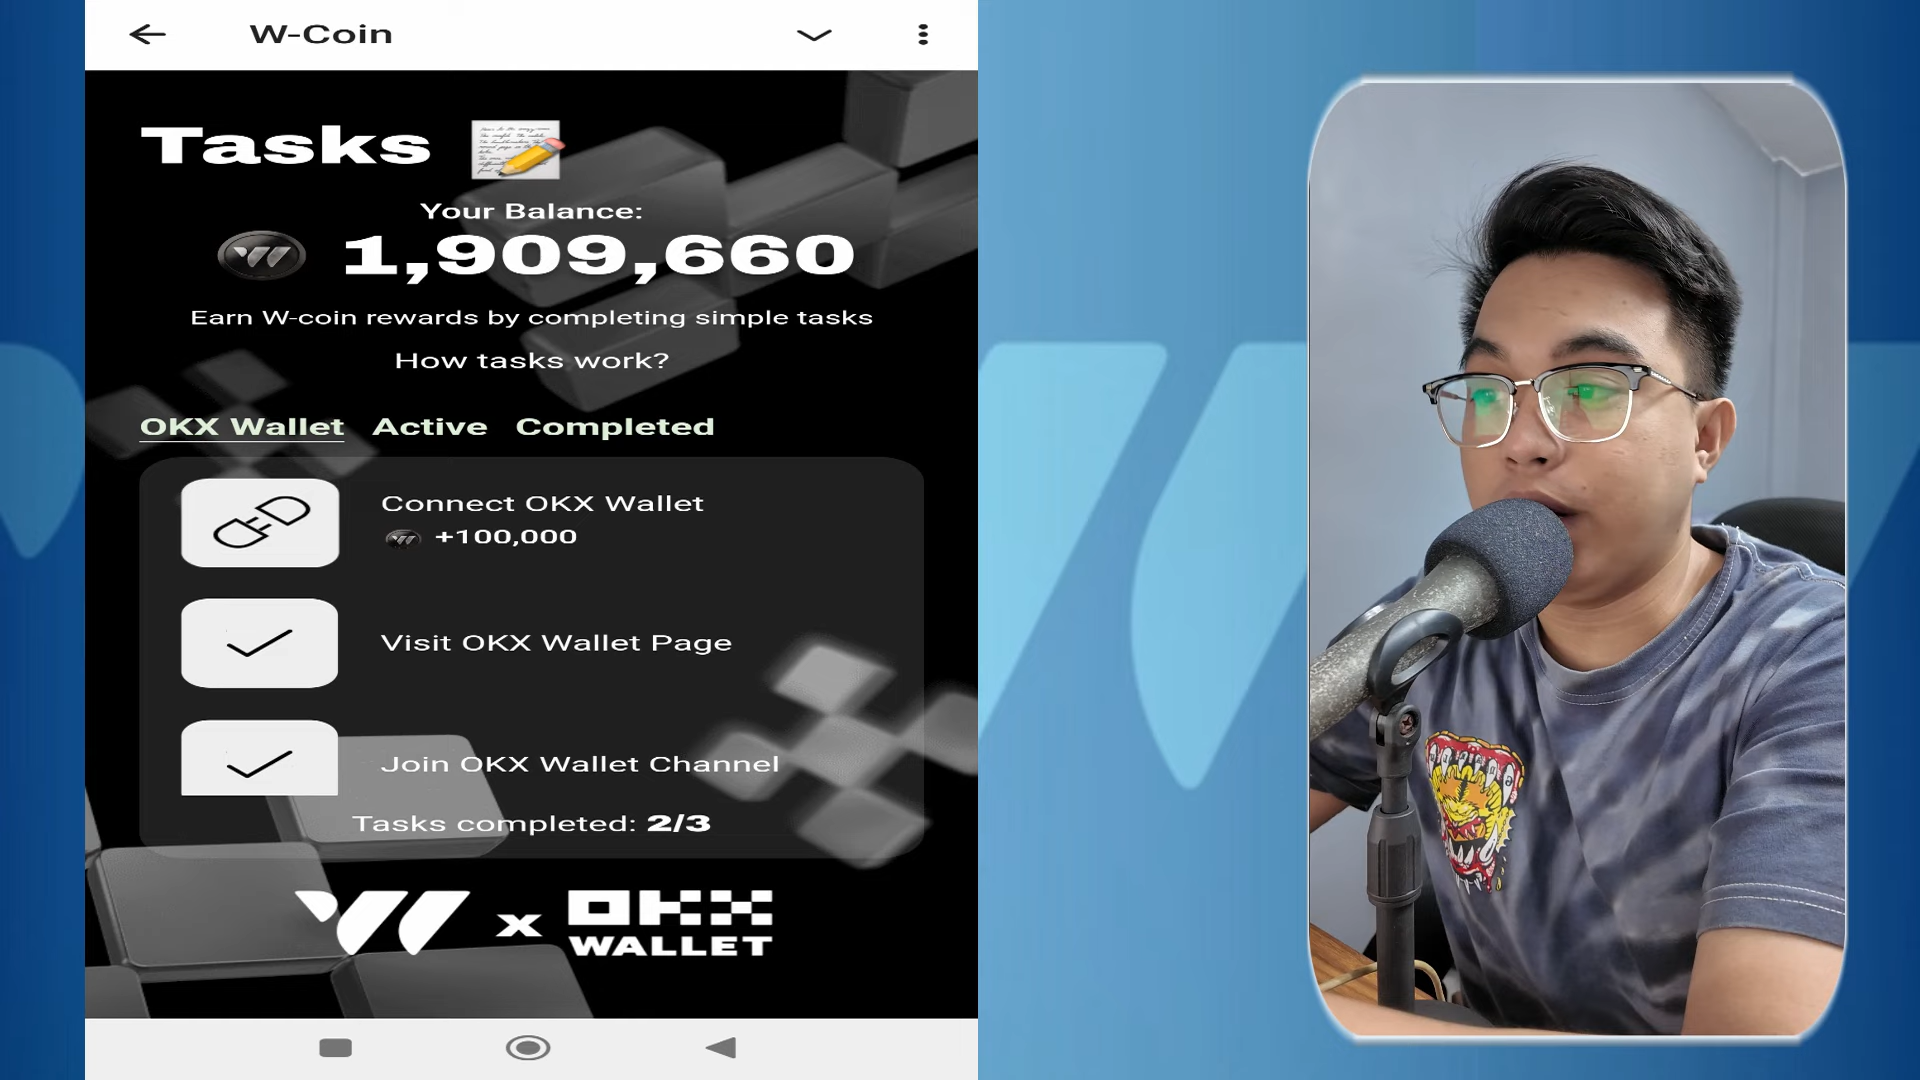 W-Coin
Tasks
Your Balance:
1,909,660
Earn W-coin rewards by completing simple tasks
How tasks work?
OKX Wallet Active Completed
Connect OKX Wallet
+100,000
Visit OKX Wallet Page
Join OKX Wallet Channel
Tasks completed: 2/3
W x OKX
WALLET